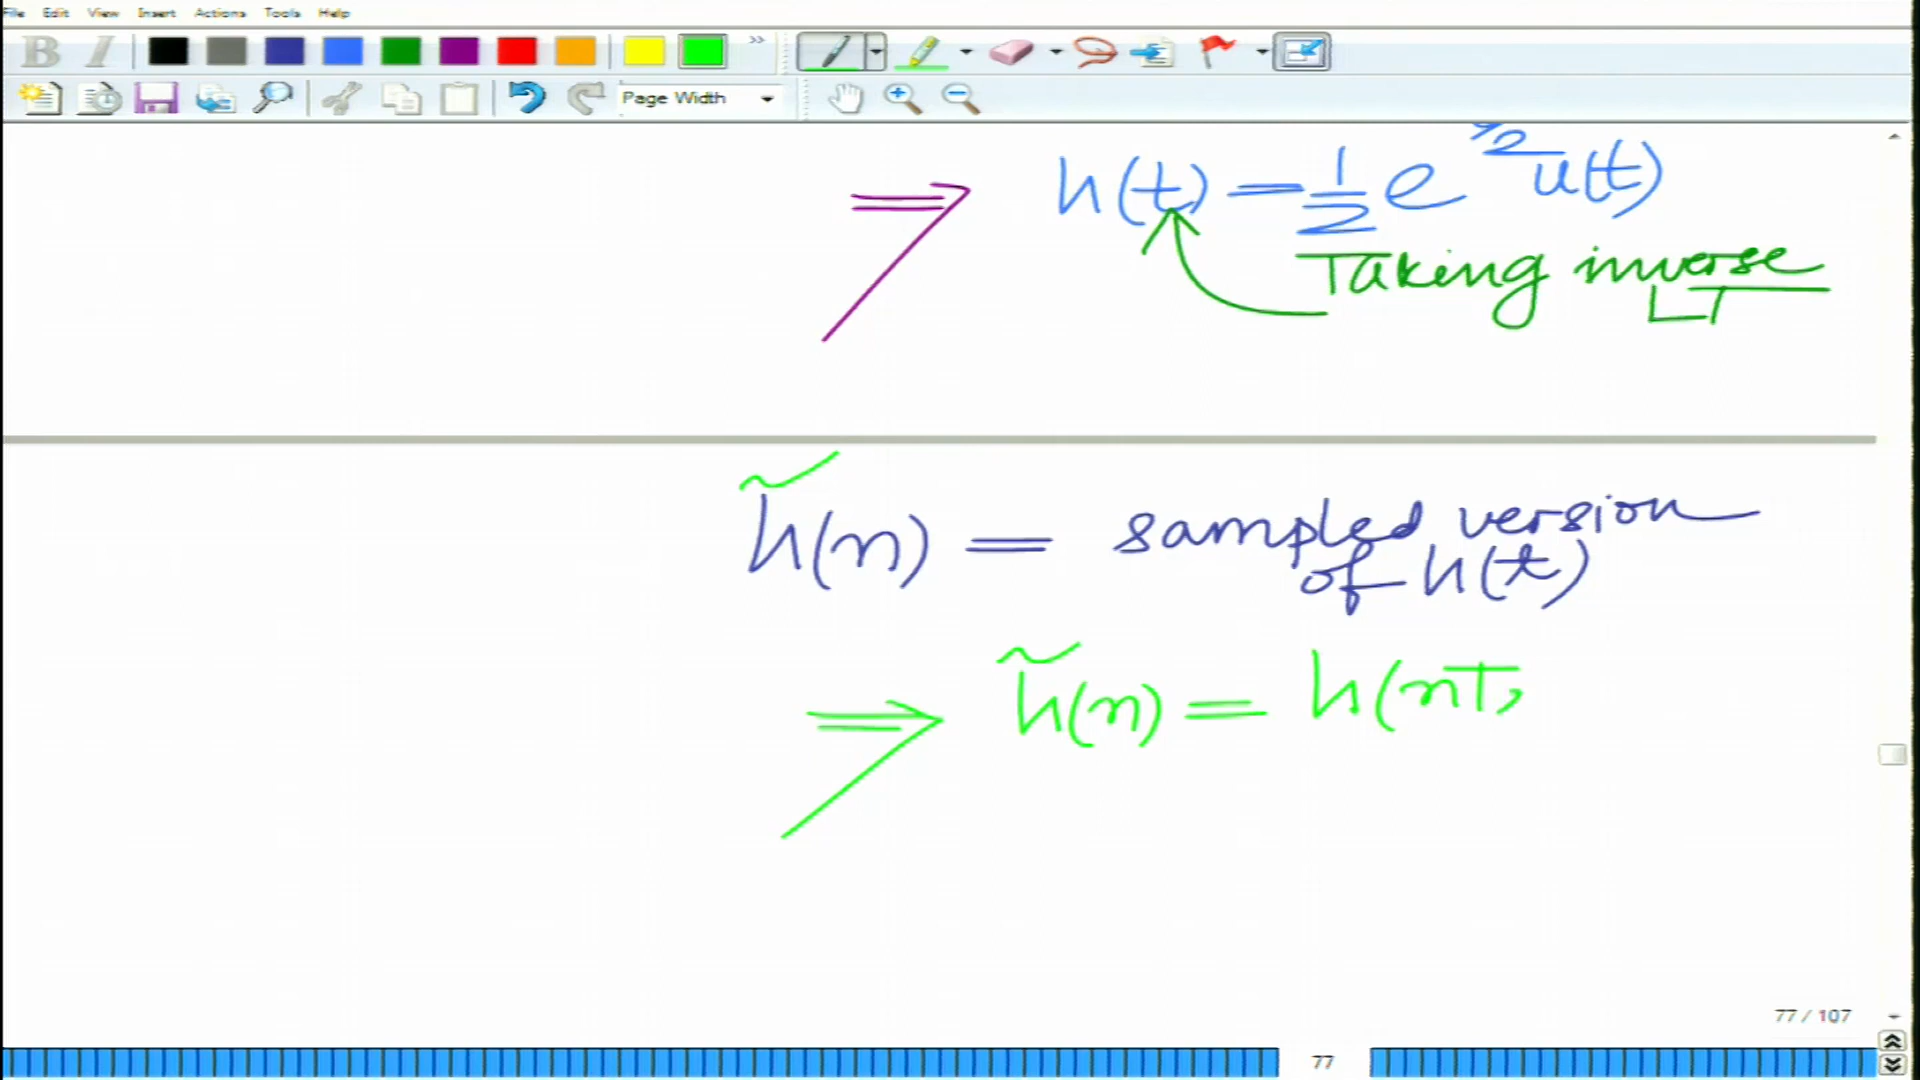 File Edit View Insert Actions Tools Help
B I
Page Width
h(t) = 1/2 e u(t)
Taking inverse
LT
h̃(n) = sampled version
of h(t)
⇒ h̃(n) = h(nT
77 / 107
77